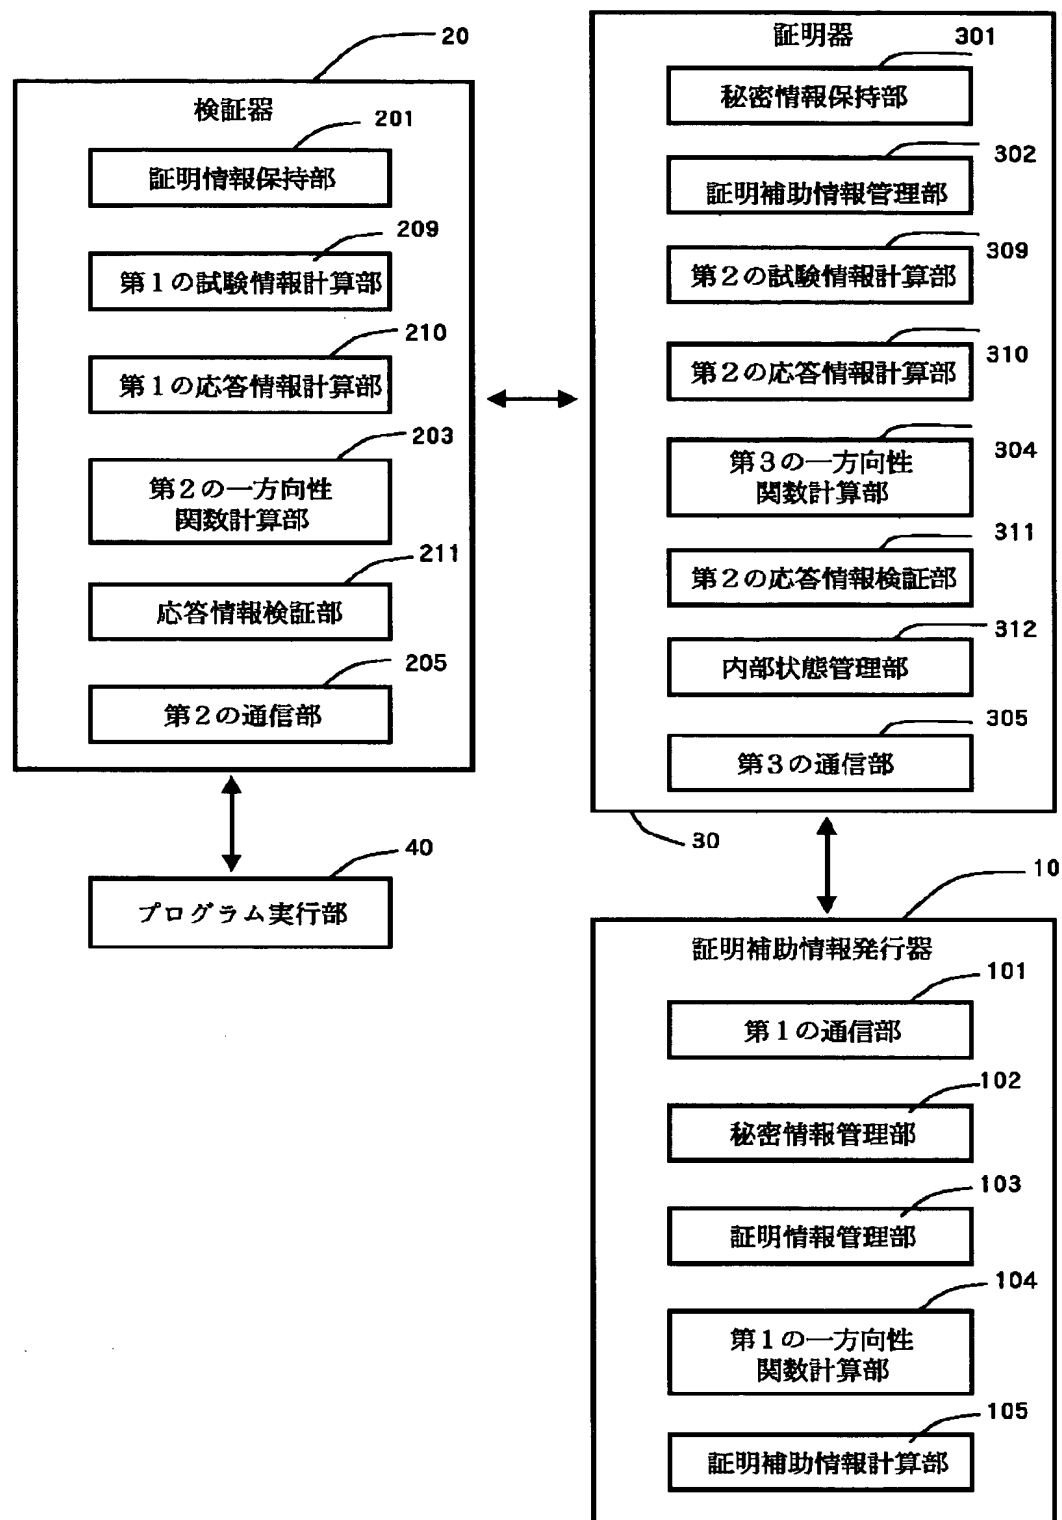 20
検証器
201
証明情報保持部
209
第1の試験情報計算部
210
第1の応答情報計算部
203
第2の一方向性
関数計算部
211
応答情報検証部
205
第2の通信部
40
プログラム実行部
証明器
301
秘密情報保持部
302
証明補助情報管理部
309
第2の試験情報計算部
310
第2の応答情報計算部
304
第3の一方向性
関数計算部
311
第2の応答情報検証部
312
内部状態管理部
305
第3の通信部
30
10
証明補助情報発行器
101
第1の通信部
102
秘密情報管理部
103
証明情報管理部
104
第1の一方向性
関数計算部
105
証明補助情報計算部